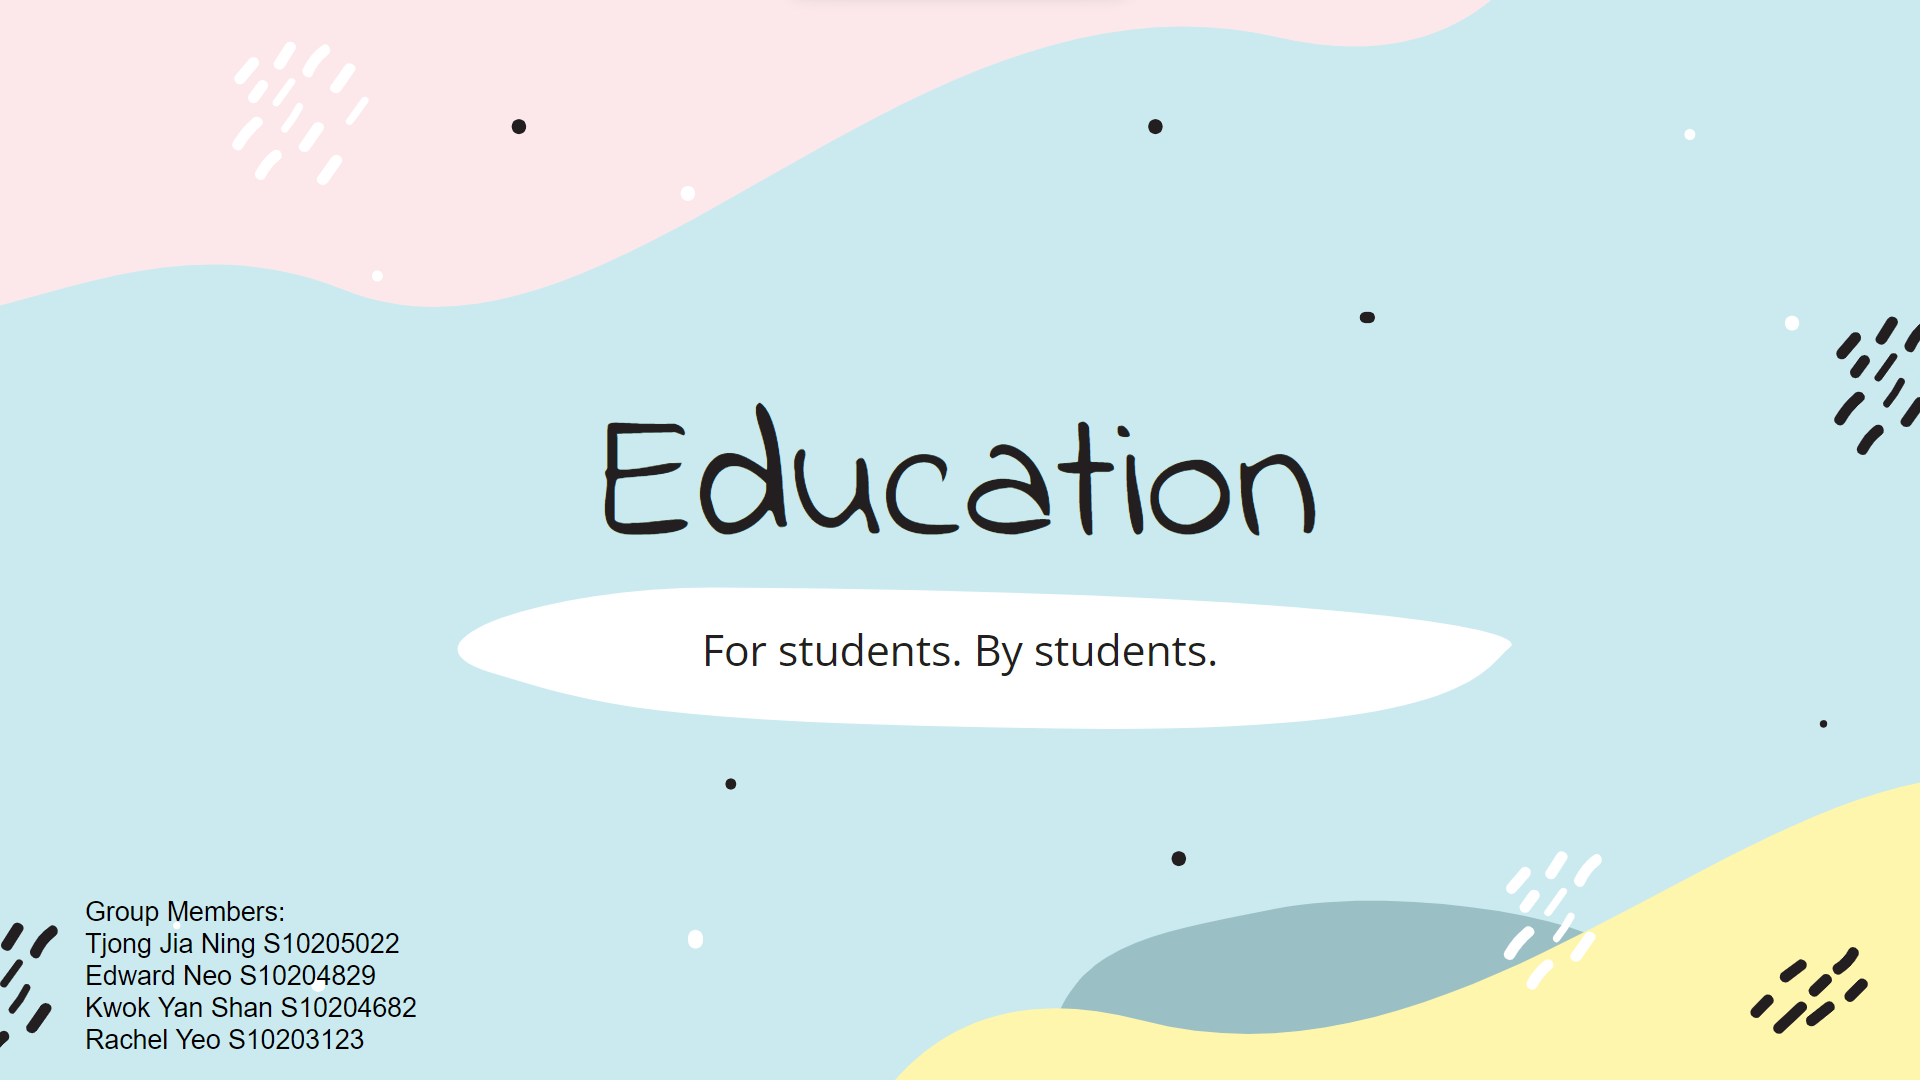 Education
For students. By students.
Group Members:
Tjong Jia Ning S10205022
Edward Neo S10204829
Kwok Yan Shan S10204682
Rachel Yeo S10203123